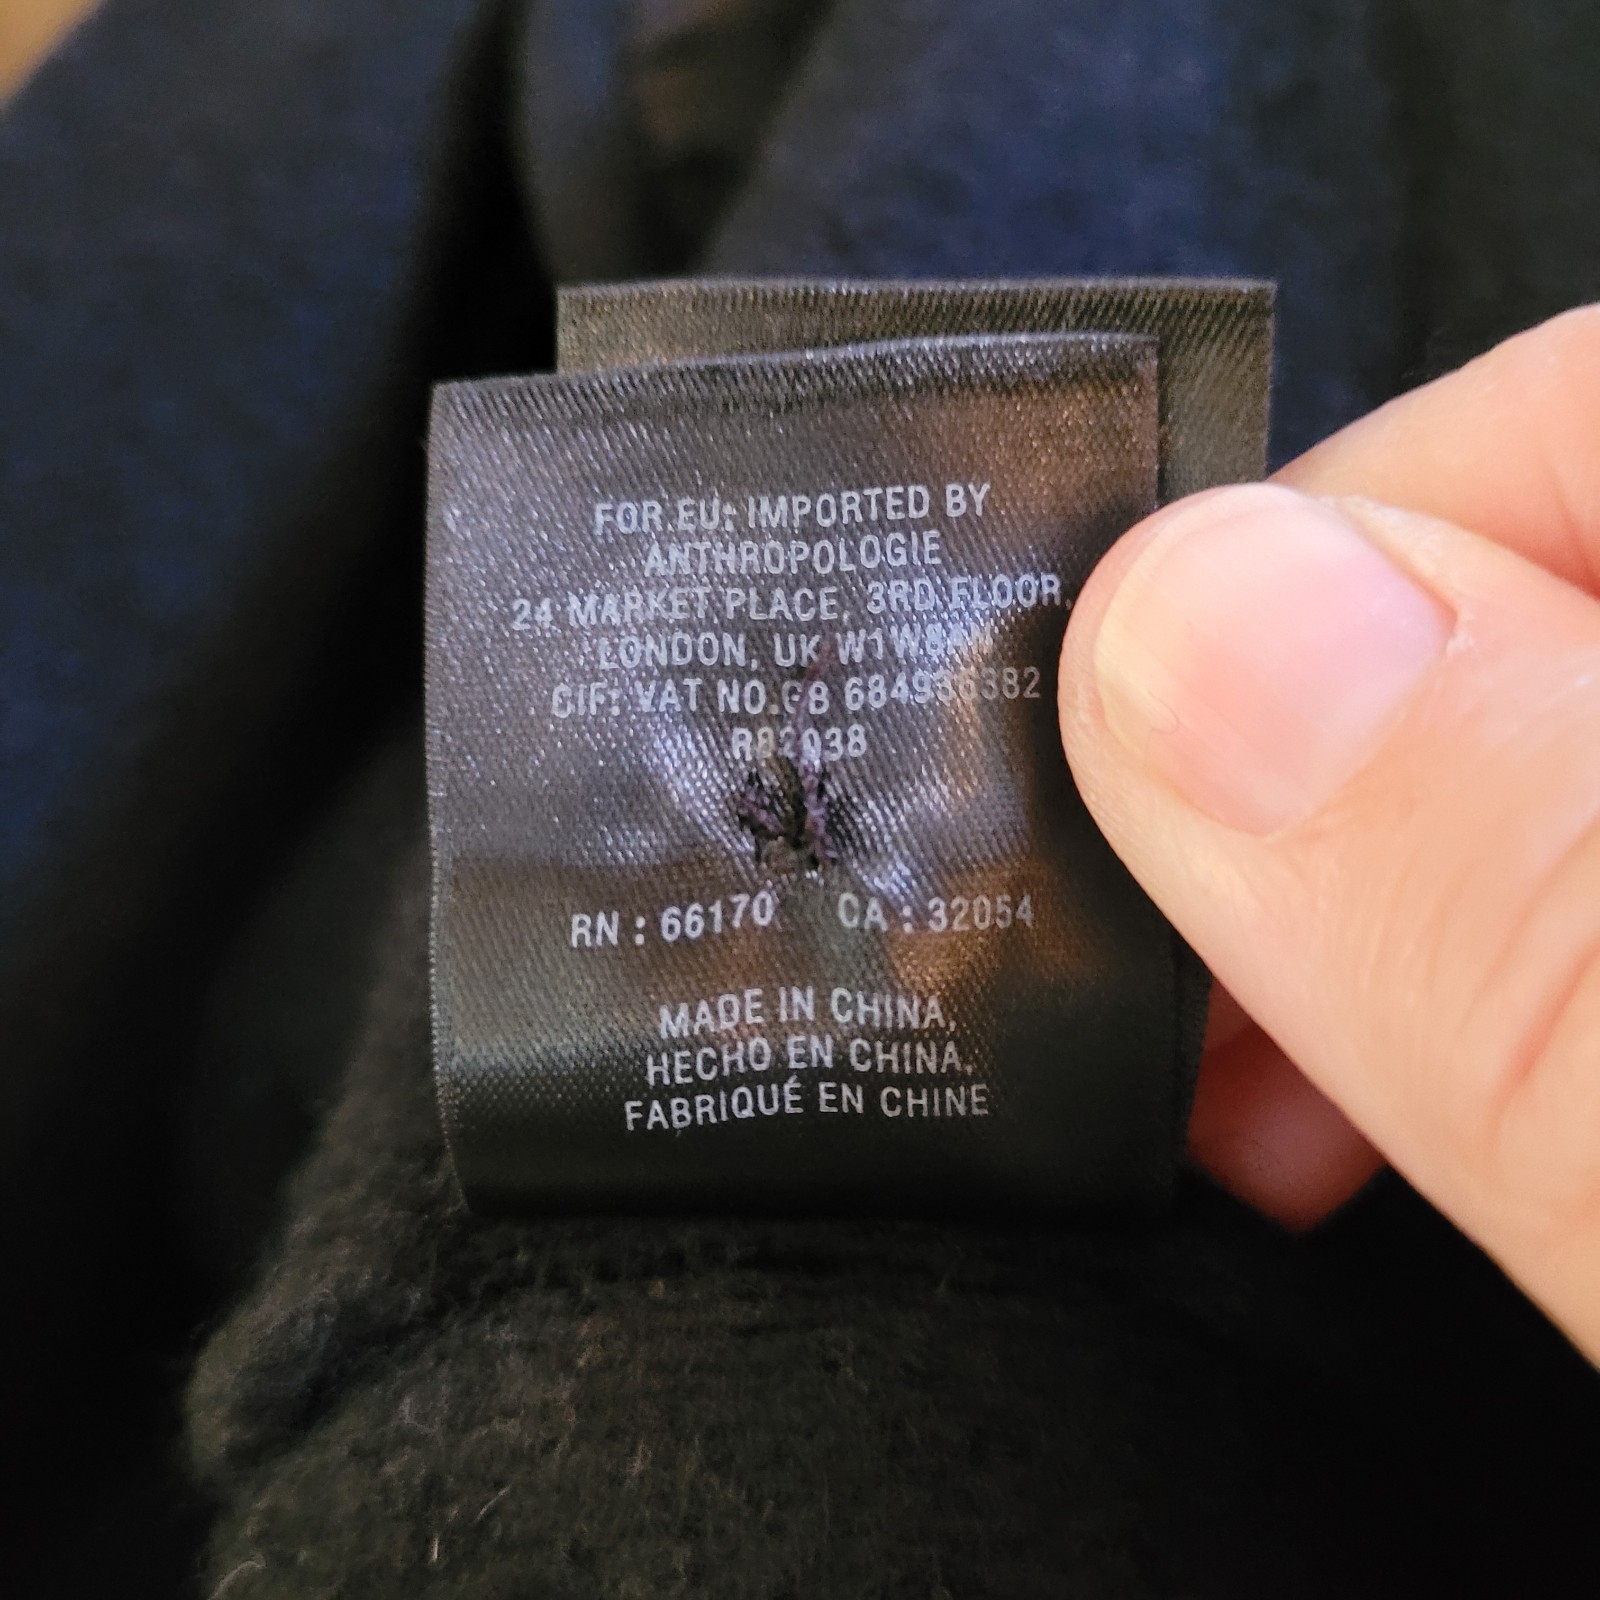 FOR EU: IMPORTED BY
ANTHROPOLOGIE
24 MARKET PLACE, 3RD FLOOR,
LONDON, UK
CIF: VAT NO.GB
RN : 66170 CA : 32054
MADE IN CHINA,
HECHO EN CHINA,
FABRIQUÉ EN CHINE